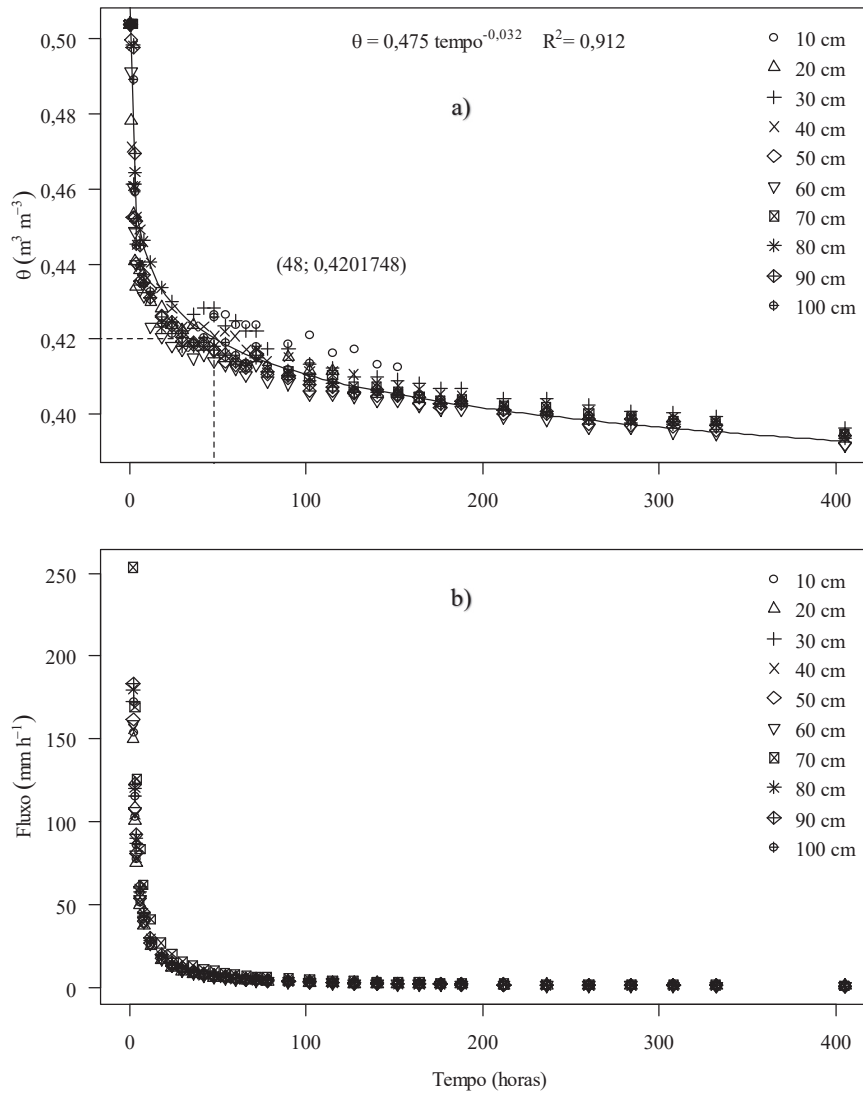 θ = 0,475 tempo⁻⁰,⁰³² R²= 0,912
a)
(48; 0,4201748)
10 cm
20 cm
30 cm
40 cm
50 cm
60 cm
70 cm
80 cm
90 cm
100 cm
θ (m³ m⁻³)
0,50
0,48
0,46
0,44
0,42
0,40
0 100 200 300 400
b)
10 cm
20 cm
30 cm
40 cm
50 cm
60 cm
70 cm
80 cm
90 cm
100 cm
Fluxo (mm h⁻¹)
250
200
150
100
50
0
0 100 200 300 400
Tempo (horas)